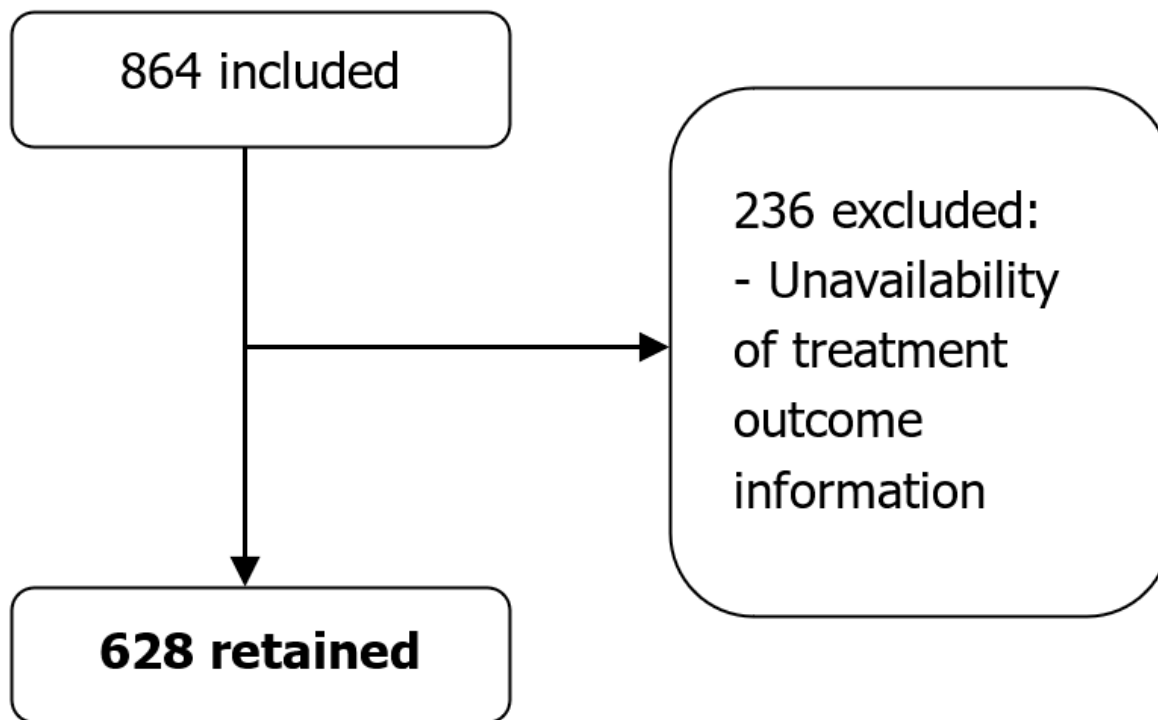 864 included
236 excluded:
- Unavailability
of treatment
outcome
information
628 retained